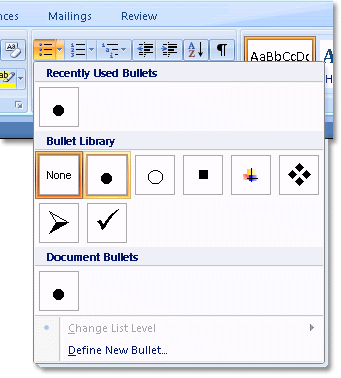 nces Mailings Review
AaBbCcDc
Recently Used Bullets
Bullet Library
None
Document Bullets
Change List Level
Define New Bullet...